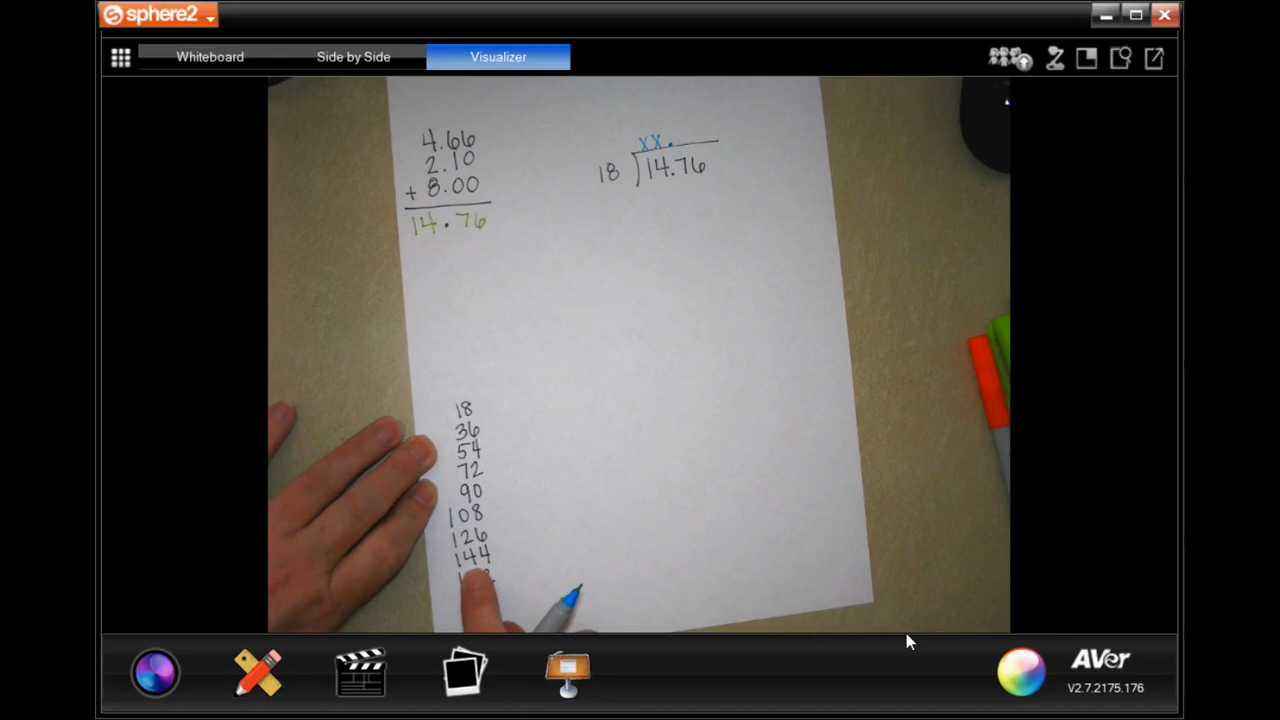 sphere2
Whiteboard Side by Side Visualizer
4.66
2.10
+ 8.00
14.76
XX.
18 ) 14.76
18
36
54
72
90
108
126
144
AVer
V2.7.2175.176